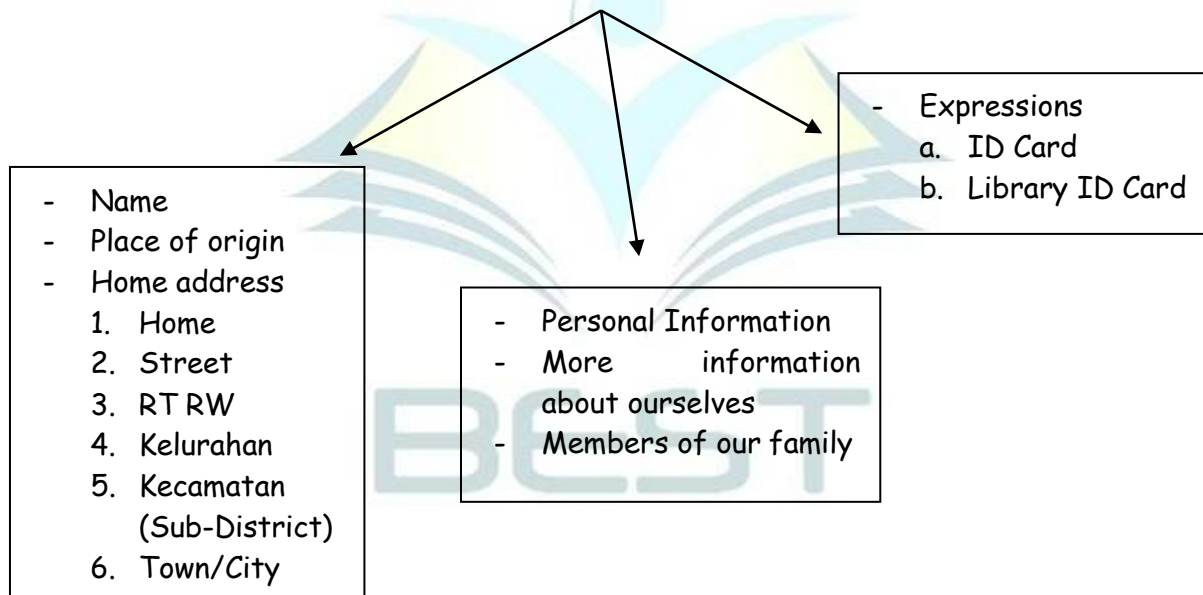 - Name
- Place of origin
- Home address
1. Home
2. Street
3. RT RW
4. Kelurahan
5. Kecamatan
(Sub-District)
6. Town/City
- Personal Information
- More information
about ourselves
- Members of our family
- Expressions
a. ID Card
b. Library ID Card
BEST